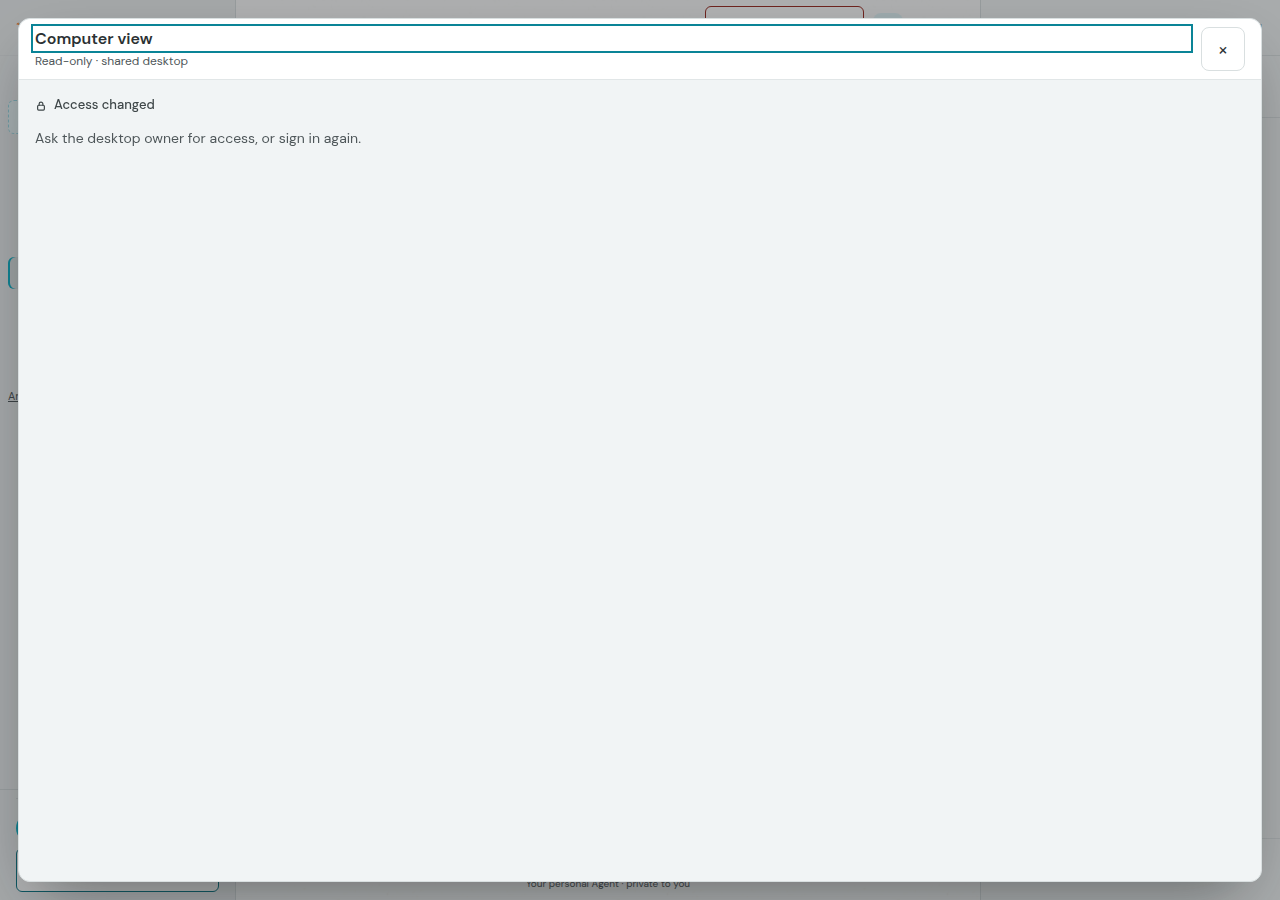 Computer view
Read-only · shared desktop
×
Access changed
Ask the desktop owner for access, or sign in again.
Your personal Agent · private to you